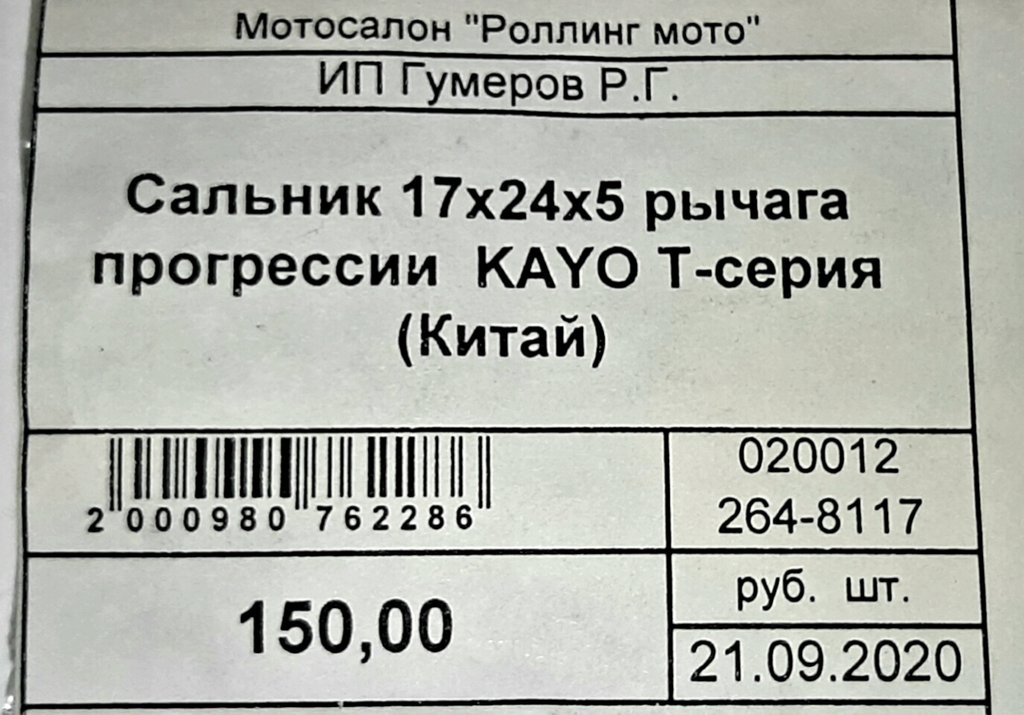 Мотосалон "Роллинг мото"
ИП Гумеров Р.Г.
Сальник 17х24х5 рычага
прогрессии KAYO Т-серия
(Китай)
2 000980 762286
020012
264-8117
150,00
руб. шт.
21.09.2020